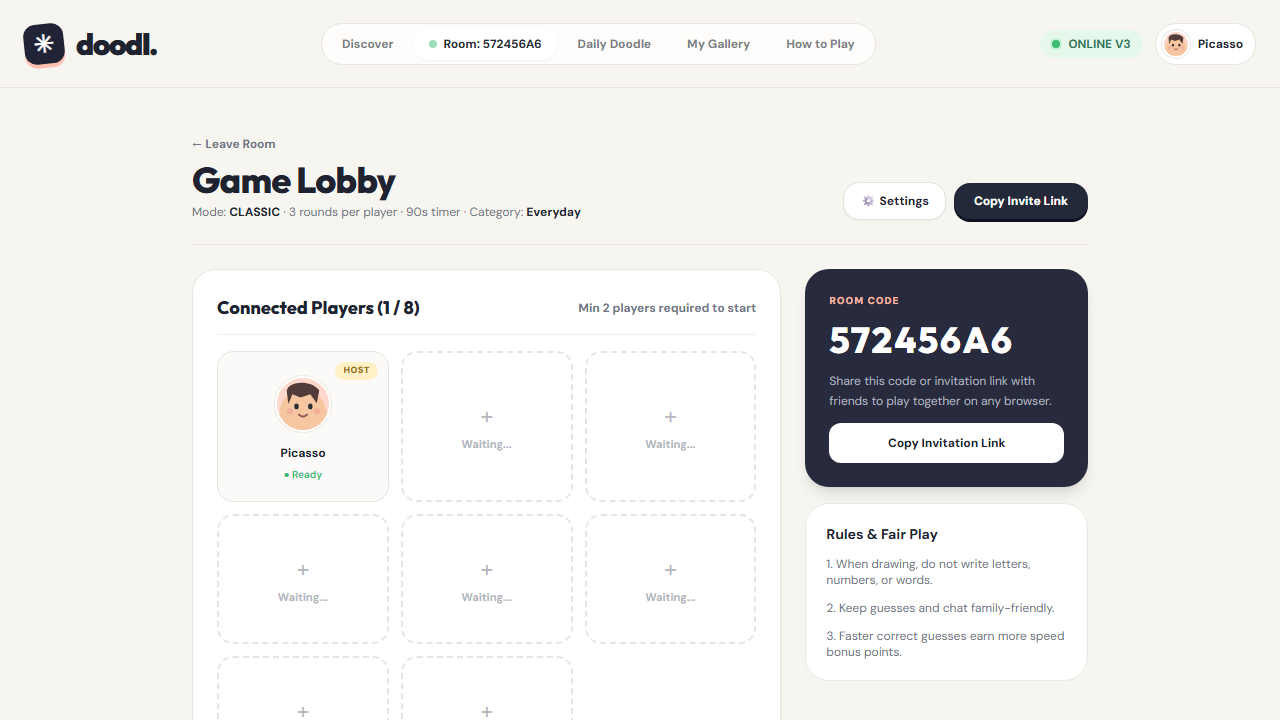 doodl.
Discover
Room: 572456A6
Daily Doodle
My Gallery
How to Play
ONLINE V3
Picasso
← Leave Room
Game Lobby
Mode: CLASSIC · 3 rounds per player · 90s timer · Category: Everyday
Settings
Copy Invite Link
Connected Players (1 / 8)
Min 2 players required to start
HOST
Picasso
● Ready
+
Waiting...
+
Waiting...
+
Waiting...
+
Waiting...
+
Waiting...
+
+
ROOM CODE
572456A6
Share this code or invitation link with
friends to play together on any browser.
Copy Invitation Link
Rules & Fair Play
1. When drawing, do not write letters,
numbers, or words.
2. Keep guesses and chat family-friendly.
3. Faster correct guesses earn more speed
bonus points.